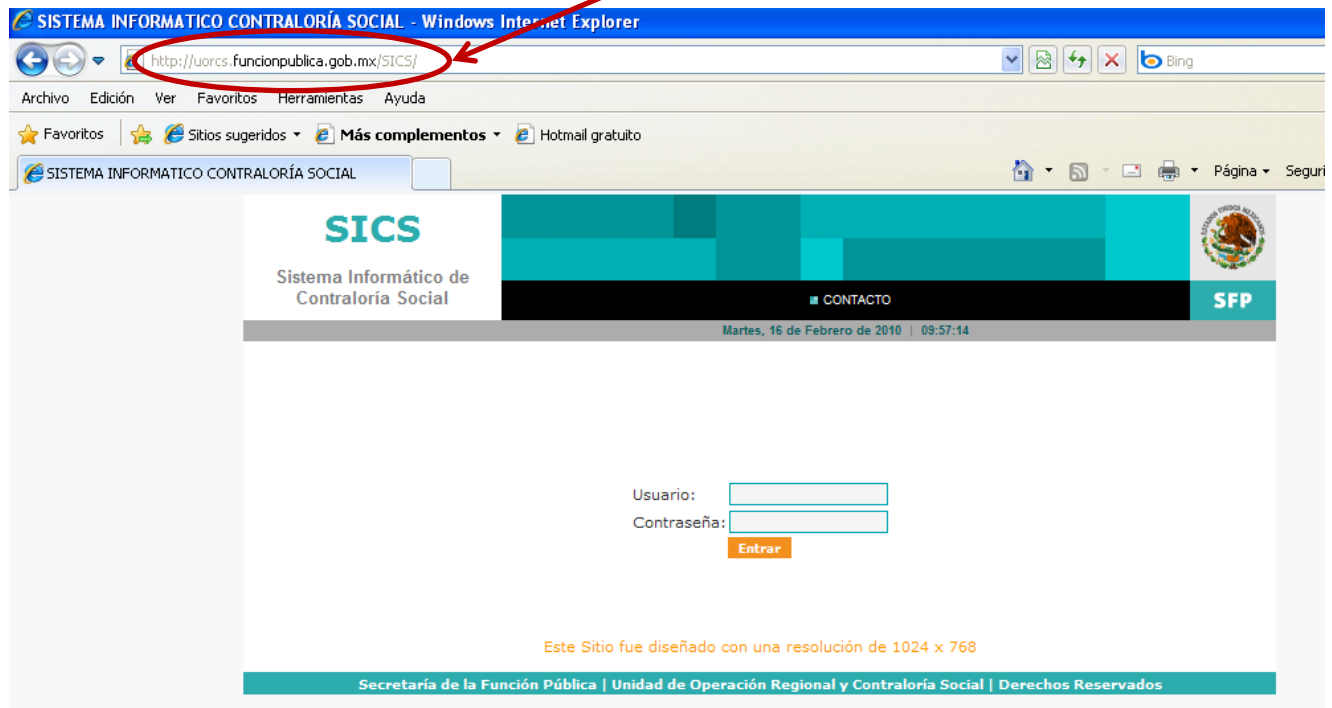 SISTEMA INFORMATICO CONTRALORÍA SOCIAL - Windows Internet Explorer
http://uorcs.funcionpublica.gob.mx/SICS/
Bing
Archivo Edición Ver Favoritos Herramientas Ayuda
Favoritos Sitios sugeridos Más complementos Hotmail gratuito
SISTEMA INFORMATICO CONTRALORÍA SOCIAL
Página Seguri
SICS
Sistema Informático de
Contraloría Social
ESTADOS UNIDOS MEXICANOS
CONTACTO
SFP
Martes, 16 de Febrero de 2010 | 09:57:14
Usuario:
Contraseña:
Entrar
Este Sitio fue diseñado con una resolución de 1024 x 768
Secretaría de la Función Pública | Unidad de Operación Regional y Contraloría Social | Derechos Reservados